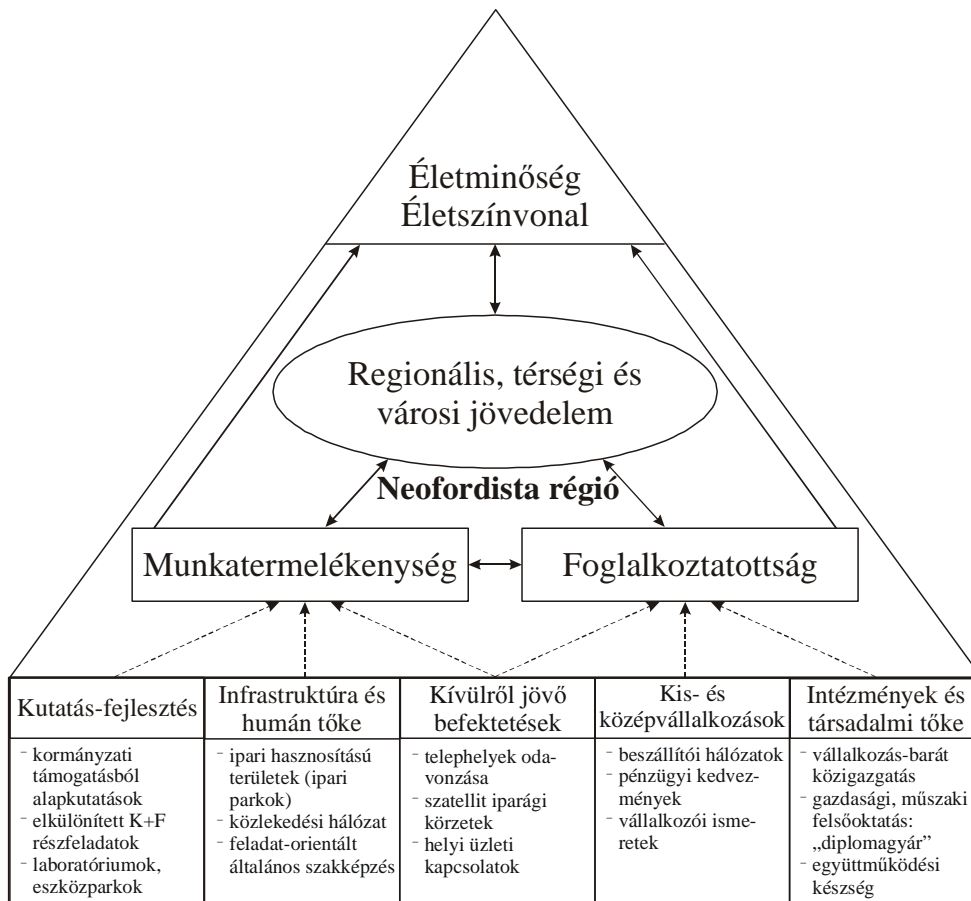 Életminőség
Életszínvonal
Regionális, térségi és
városi jövedelem
Neofordista régió
Munkatermelékenység
Foglalkoztatottság
Kutatás-fejlesztés
- kormányzati
támogatásból
alapkutatások
- elkülönített K+F
részfeladatok
- laboratóriumok,
eszközparkok
Infrastruktúra és
humán tőke
- ipari hasznosítású
területek (ipari
parkok)
- közlekedési hálózat
- feladat-orientált
általános szakképzés
Kívülről jövő
befektetések
- telephelyek oda-
vonzása
- szatellit iparági
körzetek
- helyi üzleti
kapcsolatok
Kis- és
középvállalkozások
- beszállítói hálózatok
- pénzügyi kedvez-
mények
- vállalkozói isme-
retek
Intézmények és
társadalmi tőke
- vállalkozás-barát
közigazgatás
- gazdasági, műszaki
felsőoktatás:
„diplomagyár”
- együttműködési
készség